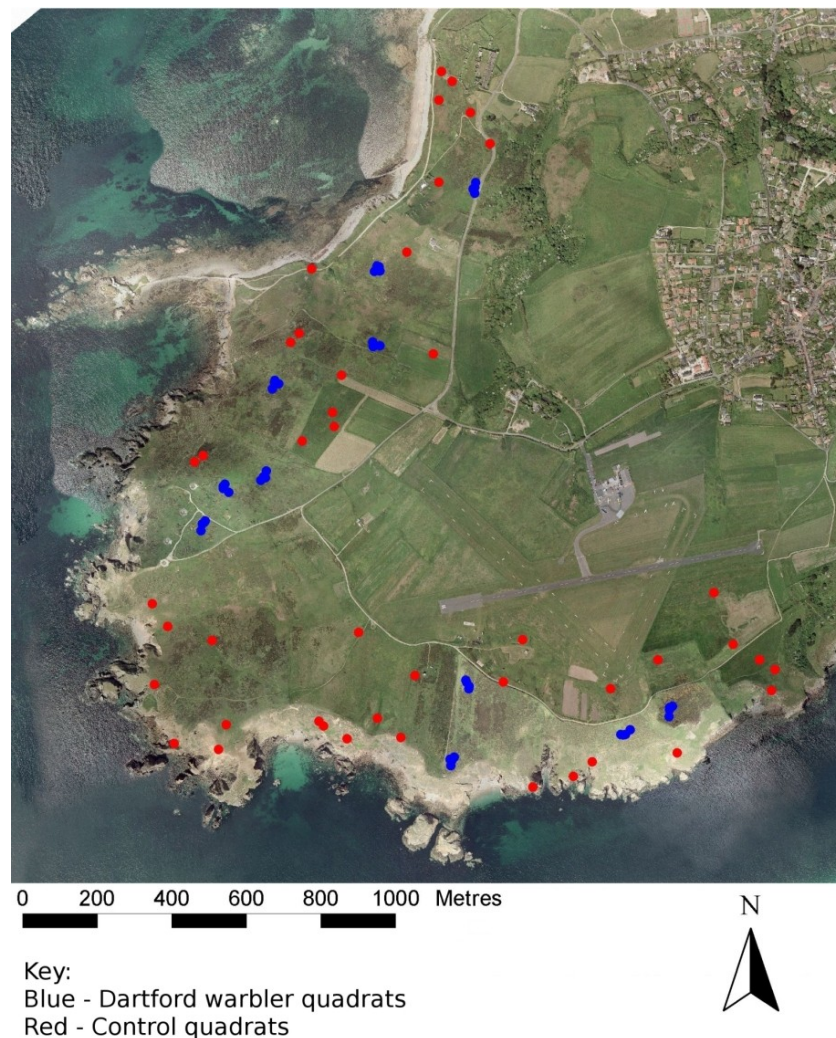 0 200 400 600 800 1000 Metres
N
Key:
Blue - Dartford warbler quadrats
Red - Control quadrats